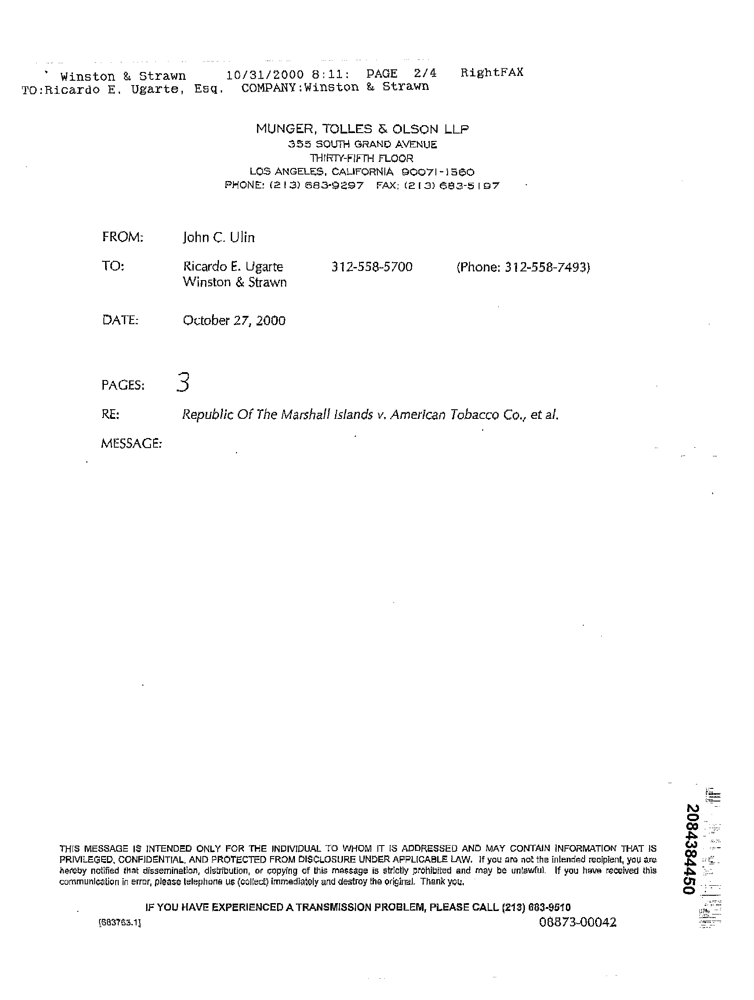 Winston & Strawn 10/31/2000 8:11: PAGE 2/4 RightFAX
TO:Ricardo E. Ugarte, Esq. COMPANY:Winston & Strawn
MUNGER, TOLLES & OLSON LLP
355 SOUTH GRAND AVENUE
THIRTY-FIFTH FLOOR
LOS ANGELES, CALIFORNIA 90071-1560
PHONE: (213) 683-9297 FAX: (213) 683-5197
FROM: John C. Ulin
TO: Ricardo E. Ugarte 312-558-5700 (Phone: 312-558-7493)
Winston & Strawn
DATE: October 27, 2000
PAGES: 3
RE: Republic Of The Marshall Islands v. American Tobacco Co., et al.
MESSAGE:
2084384450
THIS MESSAGE IS INTENDED ONLY FOR THE INDIVIDUAL TO WHOM IT IS ADDRESSED AND MAY CONTAIN INFORMATION THAT IS
PRIVILEGED, CONFIDENTIAL, AND PROTECTED FROM DISCLOSURE UNDER APPLICABLE LAW. If you are not the intended recipient, you are
hereby notified that dissemination, distribution, or copying of this message is strictly prohibited and may be unlawful. If you have received this
communication in error, please telephone us (collect) immediately and destroy the original. Thank you.
IF YOU HAVE EXPERIENCED A TRANSMISSION PROBLEM, PLEASE CALL (213) 683-9510
[683763.1] 08873-00042